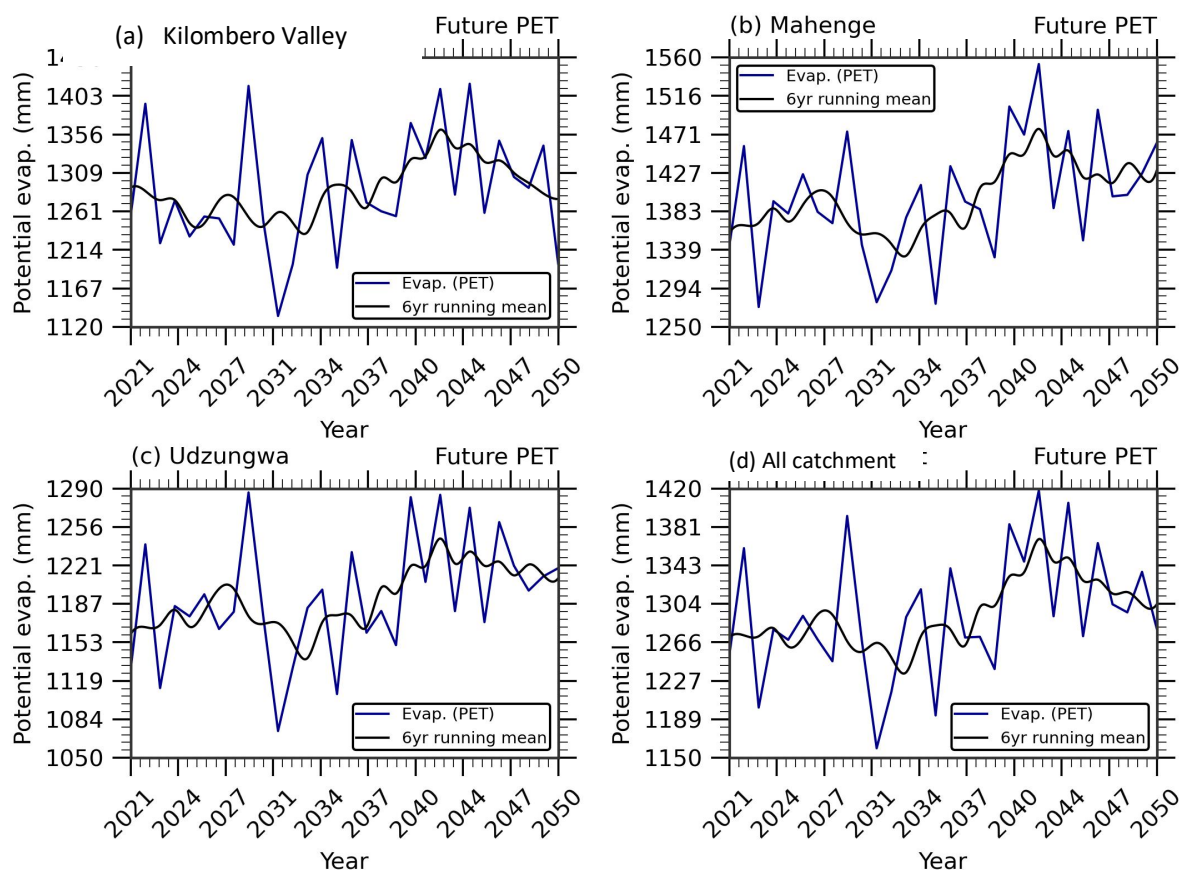 (a) Kilombero Valley
Future PET
1403
1356
1309
1261
1214
1167
1120
Potential evap. (mm)
Evap. (PET)
6yr running mean
2021 2024 2027 2031 2034 2037 2040 2044 2047 2050
Year
(b) Mahenge
Future PET
1560
1516
1471
1427
1383
1339
1294
1250
Potential evap. (mm)
Evap. (PET)
6yr running mean
2021 2024 2027 2031 2034 2037 2040 2044 2047 2050
Year
(c) Udzungwa
Future PET
1290
1256
1221
1187
1153
1119
1084
1050
Potential evap. (mm)
Evap. (PET)
6yr running mean
2021 2024 2027 2031 2034 2037 2040 2044 2047 2050
Year
(d) All catchment
Future PET
1420
1381
1343
1304
1266
1227
1189
1150
Potential evap. (mm)
Evap. (PET)
6yr running mean
2021 2024 2027 2031 2034 2037 2040 2044 2047 2050
Year